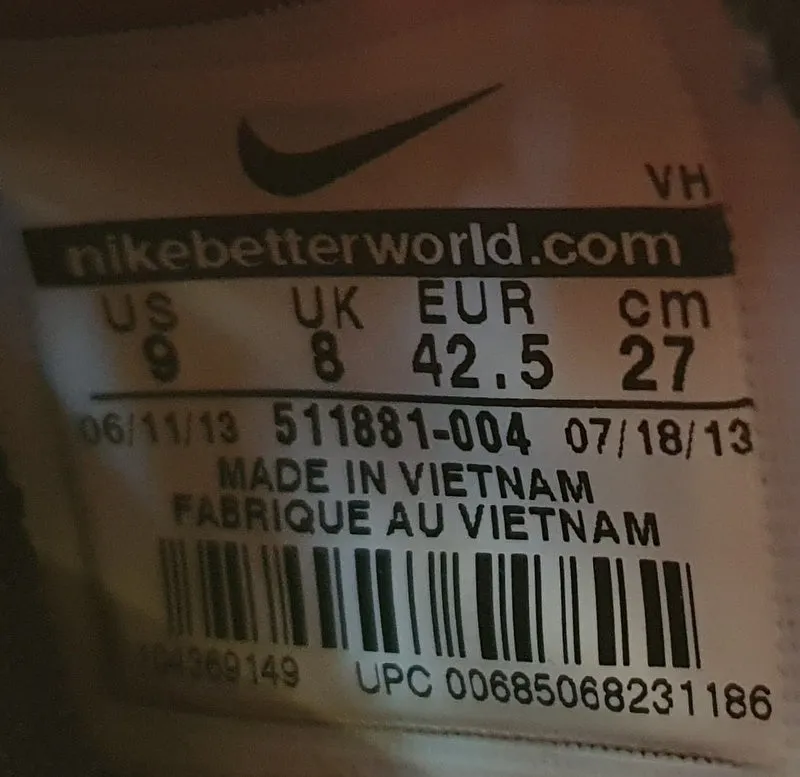 VH
nikebetterworld.com
US UK EUR cm
9 8 42.5 27
06/11/13 511881-004 07/18/13
MADE IN VIETNAM
FABRIQUE AU VIETNAM
UPC 00685068231186